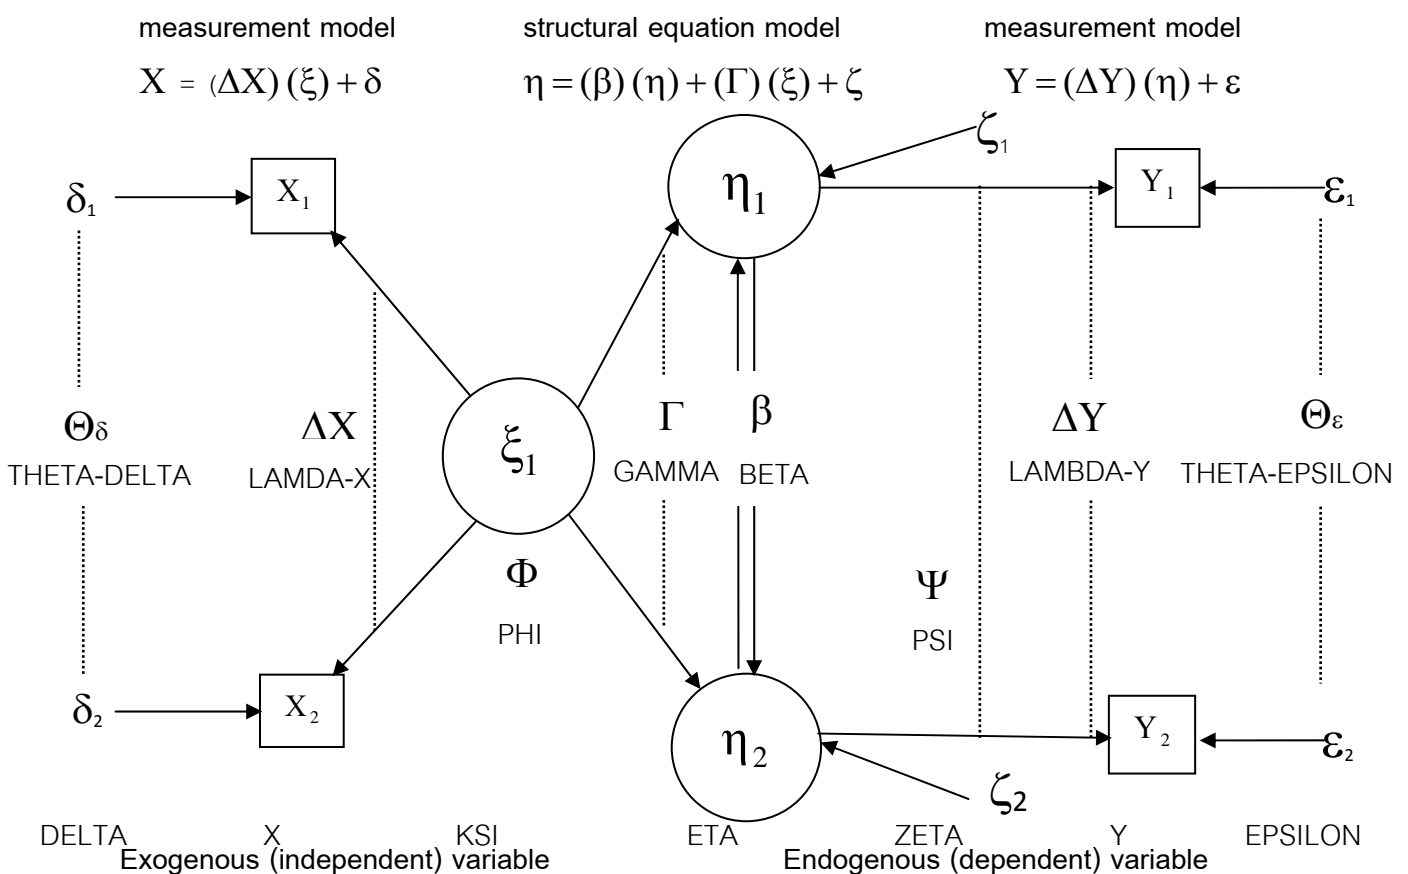 measurement model structural equation model measurement model
X = (ΔX) (ξ) + δ η = (β) (η) + (Γ) (ξ) + ζ Y = (ΔY) (η) + ε
ζ1
δ1 X1 η1 Y1 ε1
Θδ ΔX ξ1 Γ β ΔY Θε
THETA-DELTA LAMDA-X GAMMA BETA LAMBDA-Y THETA-EPSILON
Φ Ψ
PHI PSI
δ2 X2 η2 Y2 ε2
ζ2
DELTA X KSI ETA ZETA Y EPSILON
Exogenous (independent) variable Endogenous (dependent) variable